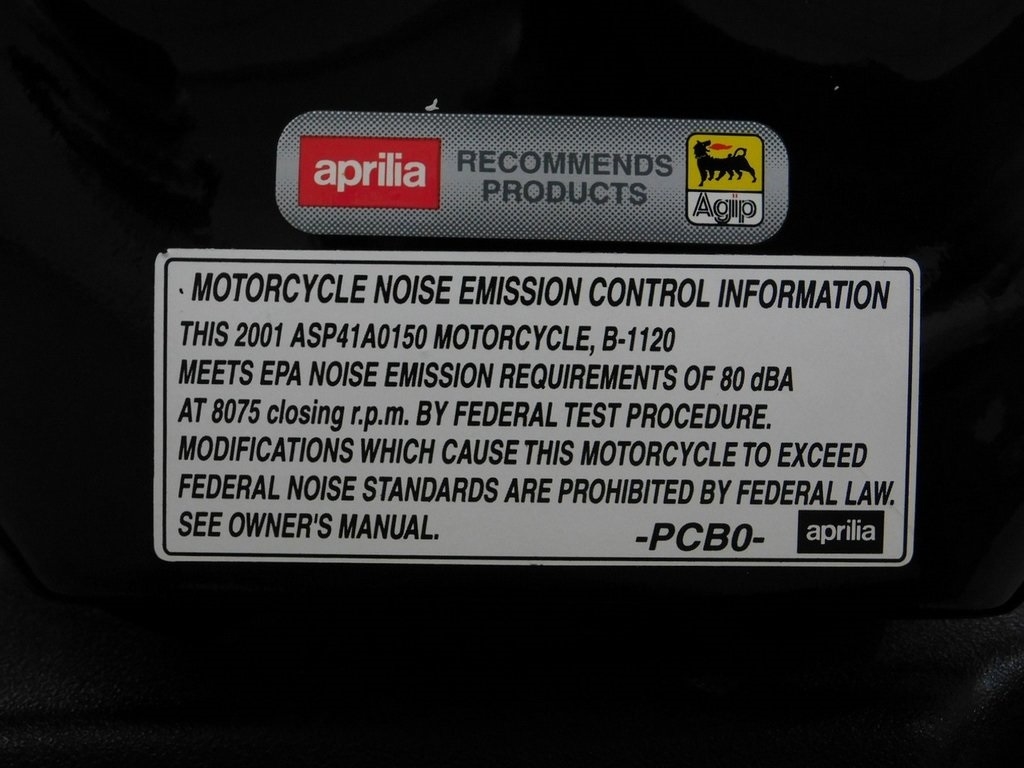 aprilia RECOMMENDS
PRODUCTS
Agip
MOTORCYCLE NOISE EMISSION CONTROL INFORMATION
THIS 2001 ASP41A0150 MOTORCYCLE, B-1120
MEETS EPA NOISE EMISSION REQUIREMENTS OF 80 dBA
AT 8075 closing r.p.m. BY FEDERAL TEST PROCEDURE.
MODIFICATIONS WHICH CAUSE THIS MOTORCYCLE TO EXCEED
FEDERAL NOISE STANDARDS ARE PROHIBITED BY FEDERAL LAW.
SEE OWNER'S MANUAL. -PCB0- aprilia